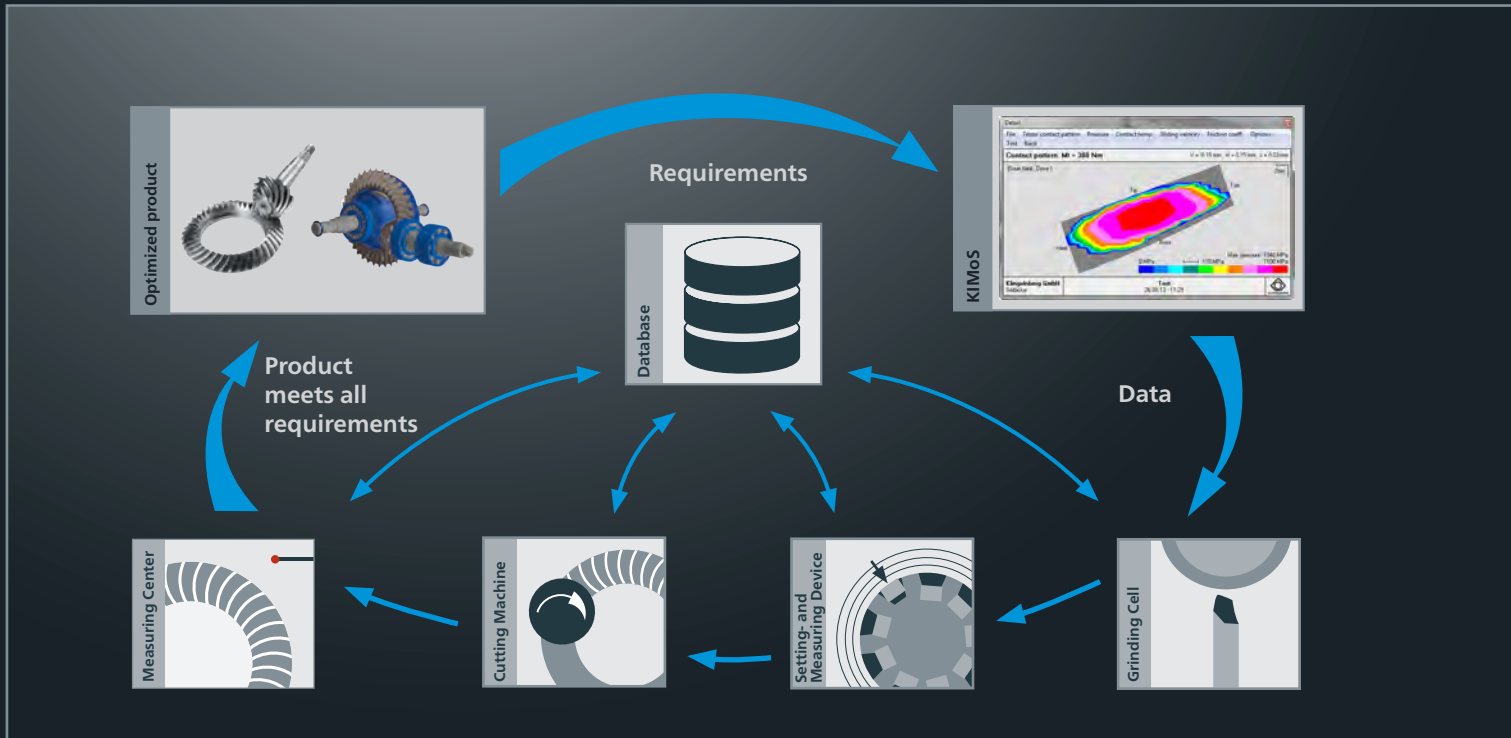 Optimized product
Requirements
KIMoS
Contact pattern: Mt = 300 Nm
Klingelnberg GmbH
Database
Product
meets all
requirements
Data
Measuring Center
Cutting Machine
Setting- and
Measuring Device
Grinding Cell